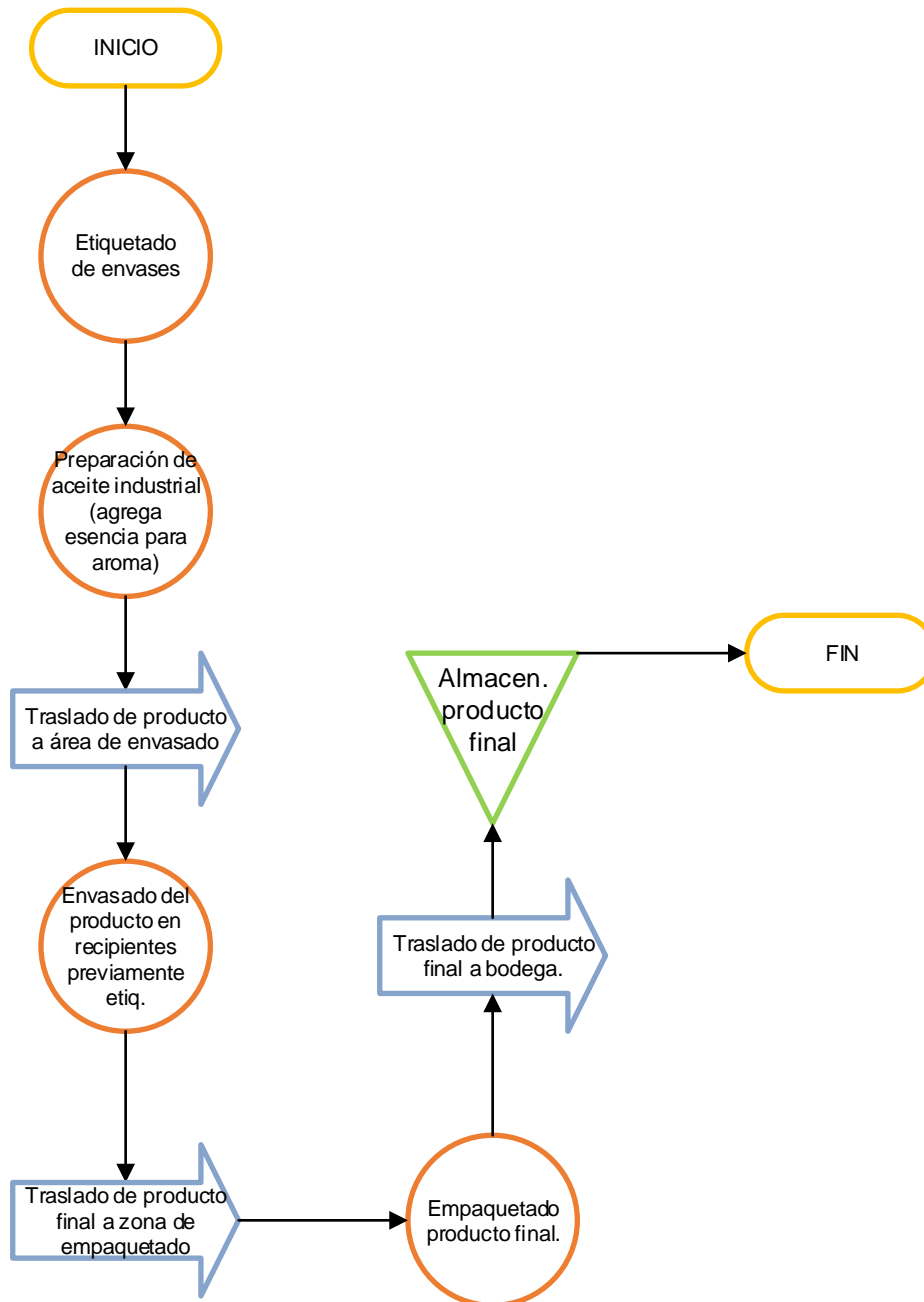 INICIO
Etiquetado
de envases
Preparación de
aceite industrial
(agrega
esencia para
aroma)
Traslado de producto
a área de envasado
Envasado del
producto en
recipientes
previamente
etiq.
Traslado de producto
final a zona de
empaquetado
Empaquetado
producto final.
Traslado de producto
final a bodega.
Almacen.
producto
final
FIN